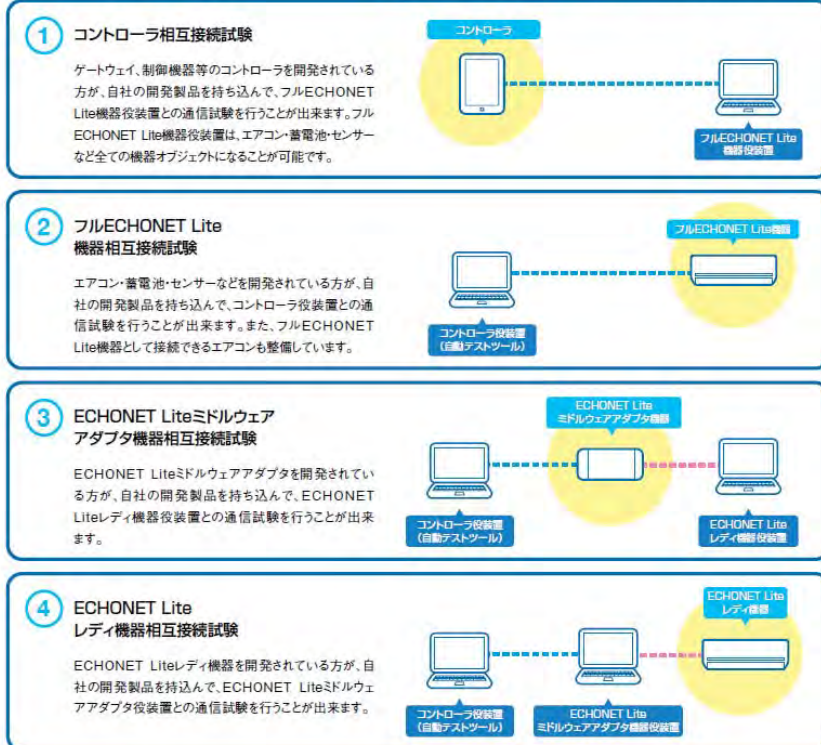 1 コントローラ相互接続試験
ゲートウェイ、制御機器等のコントローラを開発されている
方が、自社の開発製品を持ち込んで、フルECHONET
Lite機器役装置との通信試験を行うことが出来ます。フル
ECHONET Lite機器役装置は、エアコン・蓄電池・センサー
など全ての機器オブジェクトになることが可能です。
コントローラ
フルECHONET Lite
機器役装置
2 フルECHONET Lite
機器相互接続試験
エアコン・蓄電池・センサーなどを開発されている方が、自
社の開発製品を持ち込んで、コントローラ役装置との通
信試験を行うことが出来ます。また、フルECHONET
Lite機器として接続できるエアコンも整備しています。
フルECHONET Lite機器
コントローラ役装置
(自動テストツール)
3 ECHONET Liteミドルウェア
アダプタ機器相互接続試験
ECHONET Liteミドルウェアアダプタを開発されてい
る方が、自社の開発製品を持ち込んで、ECHONET
Liteレディ機器役装置との通信試験を行うことが出来
ます。
ECHONET Lite
ミドルウェアアダプタ機器
コントローラ役装置
(自動テストツール)
ECHONET Lite
レディ機器役装置
4 ECHONET Lite
レディ機器相互接続試験
ECHONET Liteレディ機器を開発されている方が、自
社の開発製品を持込んで、ECHONET Liteミドルウェ
アアダプタ役装置との通信試験を行うことが出来ます。
ECHONET Lite
レディ機器
コントローラ役装置
(自動テストツール)
ECHONET Lite
ミドルウェアアダプタ機器役装置